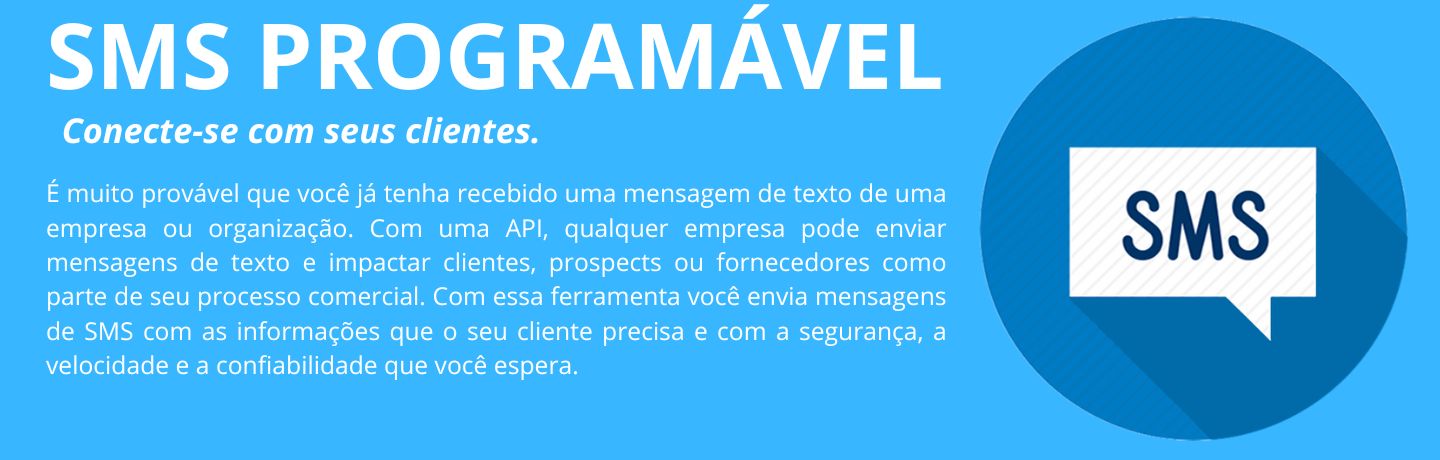 SMS PROGRAMÁVEL
Conecte-se com seus clientes.
É muito provável que você já tenha recebido uma mensagem de texto de uma
empresa ou organização. Com uma API, qualquer empresa pode enviar
mensagens de texto e impactar clientes, prospects ou fornecedores como
parte de seu processo comercial. Com essa ferramenta você envia mensagens
de SMS com as informações que o seu cliente precisa e com a segurança, a
velocidade e a confiabilidade que você espera.
SMS